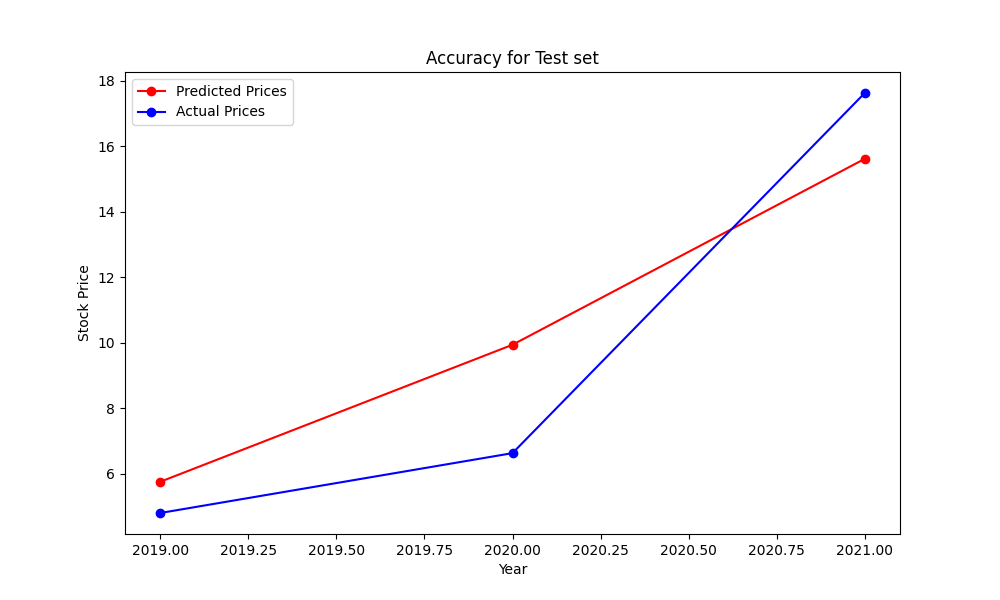 Accuracy for Test set
Predicted Prices
Actual Prices
18
16
14
12
10
8
6
Stock Price
2019.00 2019.25 2019.50 2019.75 2020.00 2020.25 2020.50 2020.75 2021.00
Year